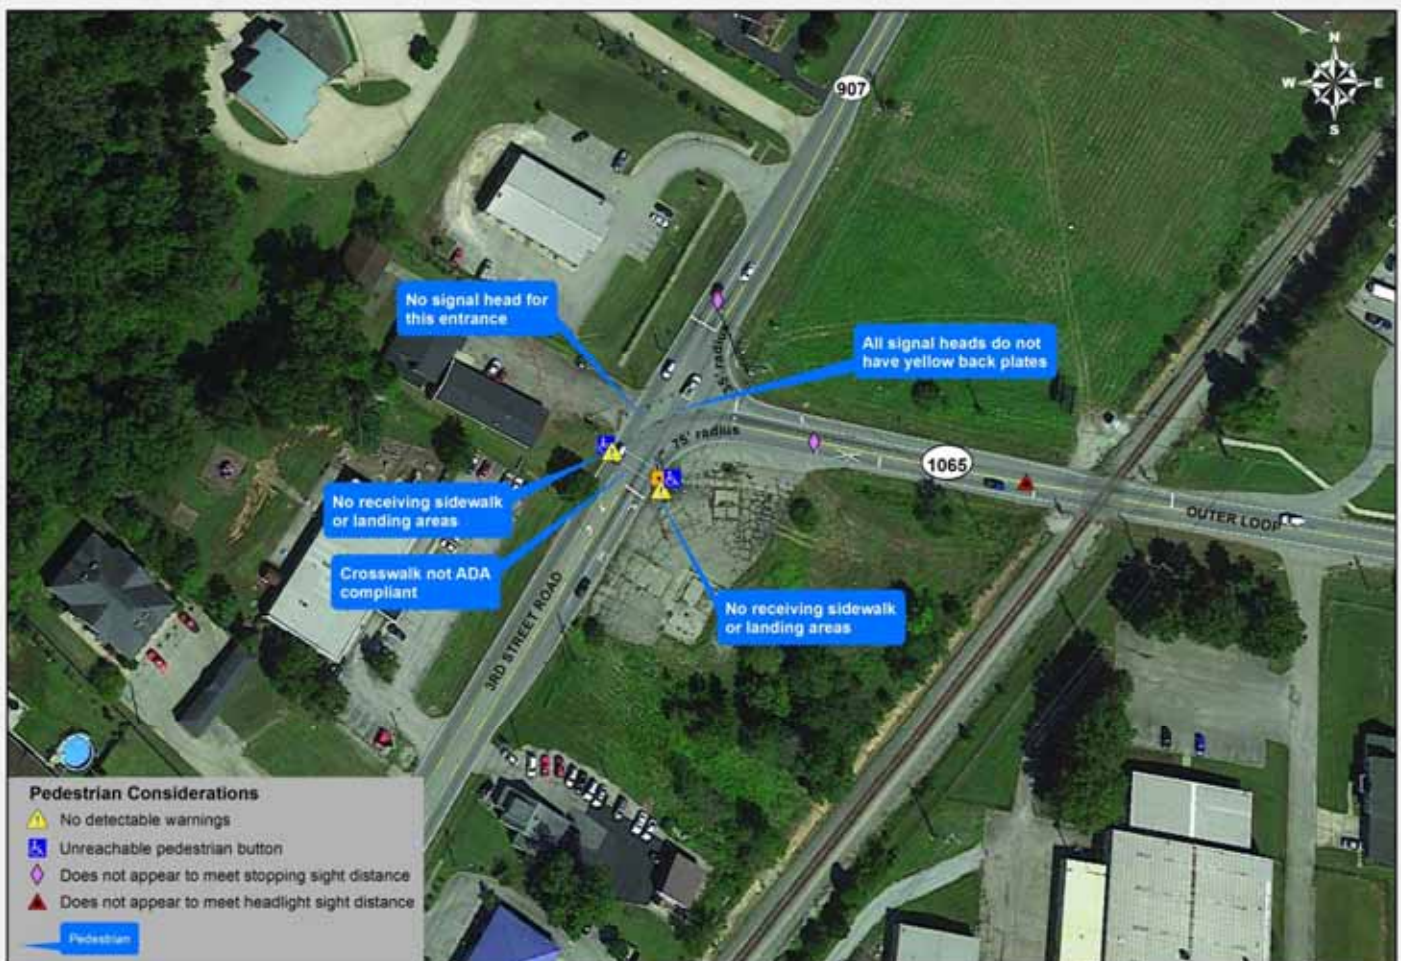 N
W E
S
907
No signal head for
this entrance
All signal heads do not
have yellow back plates
35' radius
75' radius
1065
OUTER LOOP
No receiving sidewalk
or landing areas
Crosswalk not ADA
compliant
No receiving sidewalk
or landing areas
3RD STREET ROAD
Pedestrian Considerations
No detectable warnings
Unreachable pedestrian button
Does not appear to meet stopping sight distance
Does not appear to meet headlight sight distance
Pedestrian